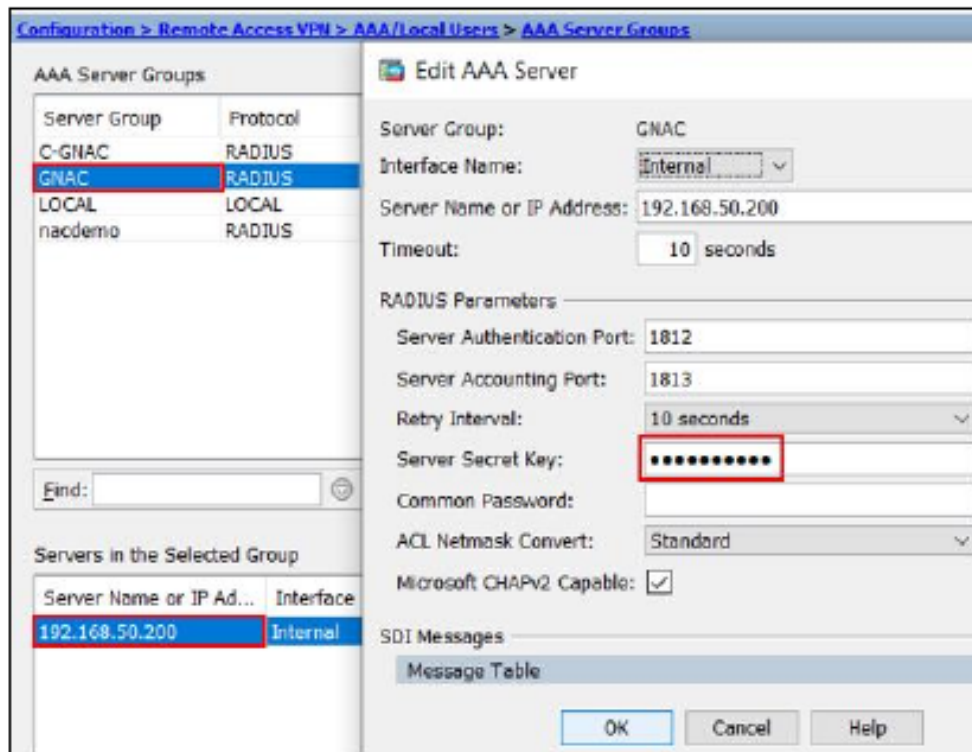 Configuration > Remote Access VPN > AAA/Local Users > AAA Server Groups
AAA Server Groups
Server Group Protocol
C-GNAC RADIUS
GNAC RADIUS
LOCAL LOCAL
nacdemo RADIUS
Find:
Servers in the Selected Group
Server Name or IP Ad... Interface
192.168.50.200 Internal
Edit AAA Server
Server Group: GNAC
Interface Name: Internal
Server Name or IP Address: 192.168.50.200
Timeout: 10 seconds
RADIUS Parameters
Server Authentication Port: 1812
Server Accounting Port: 1813
Retry Interval: 10 seconds
Server Secret Key: ••••••••••
Common Password:
ACL Netmask Convert: Standard
Microsoft CHAPv2 Capable:
SDI Messages
Message Table
OK Cancel Help